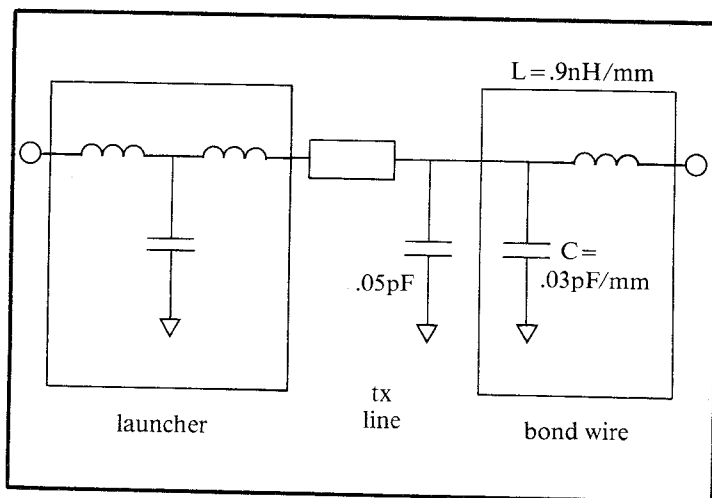 L=.9nH/mm
C=
.03pF/mm
.05pF
launcher
tx
line
bond wire